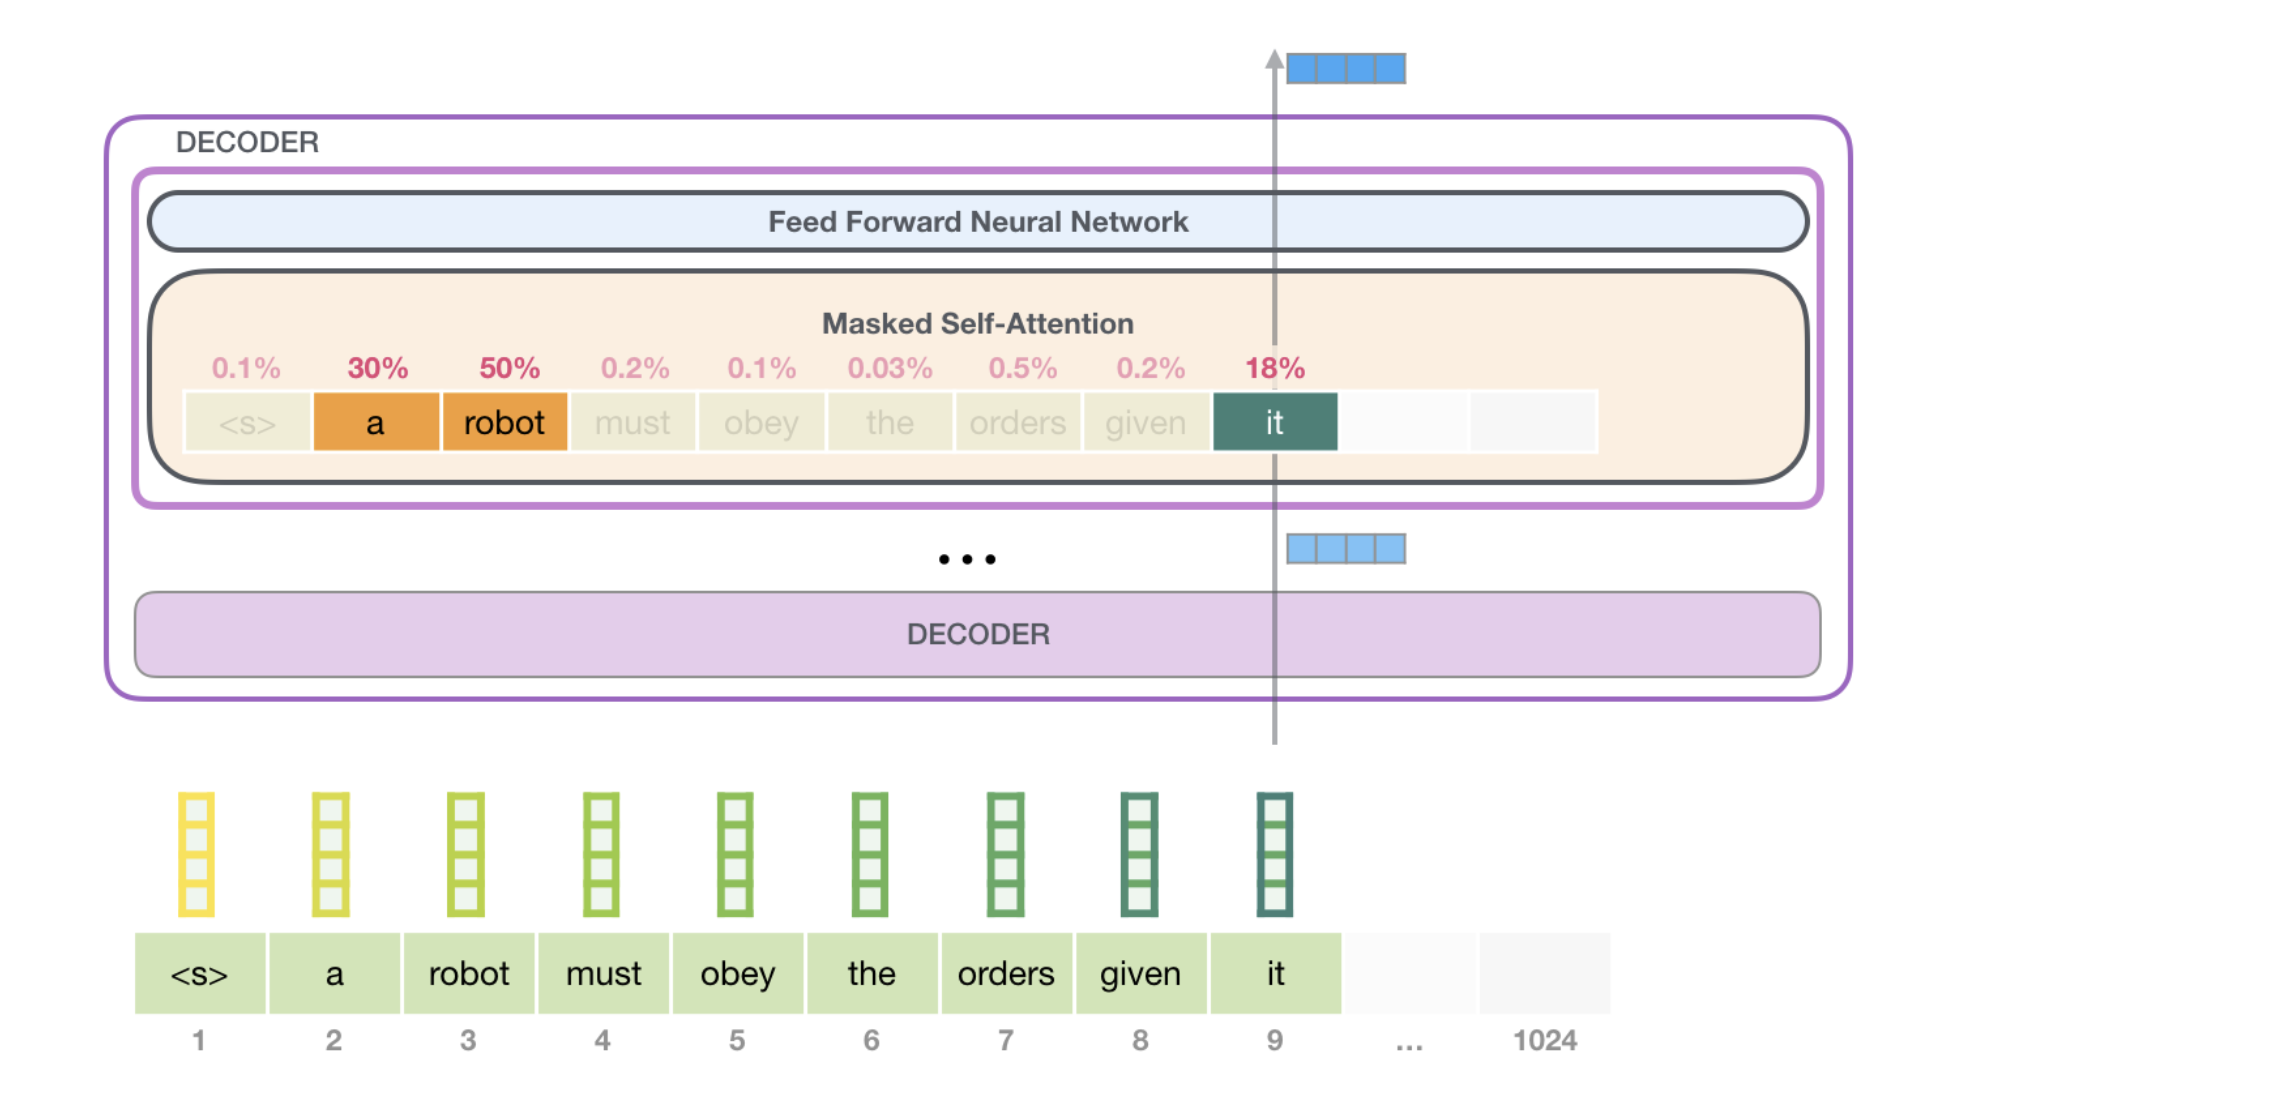 DECODER
Feed Forward Neural Network
Masked Self-Attention
0.1% 30% 50% 0.2% 0.1% 0.03% 0.5% 0.2% 18%
<s> a robot must obey the orders given it
...
DECODER
<s> a robot must obey the orders given it
1 2 3 4 5 6 7 8 9 ... 1024